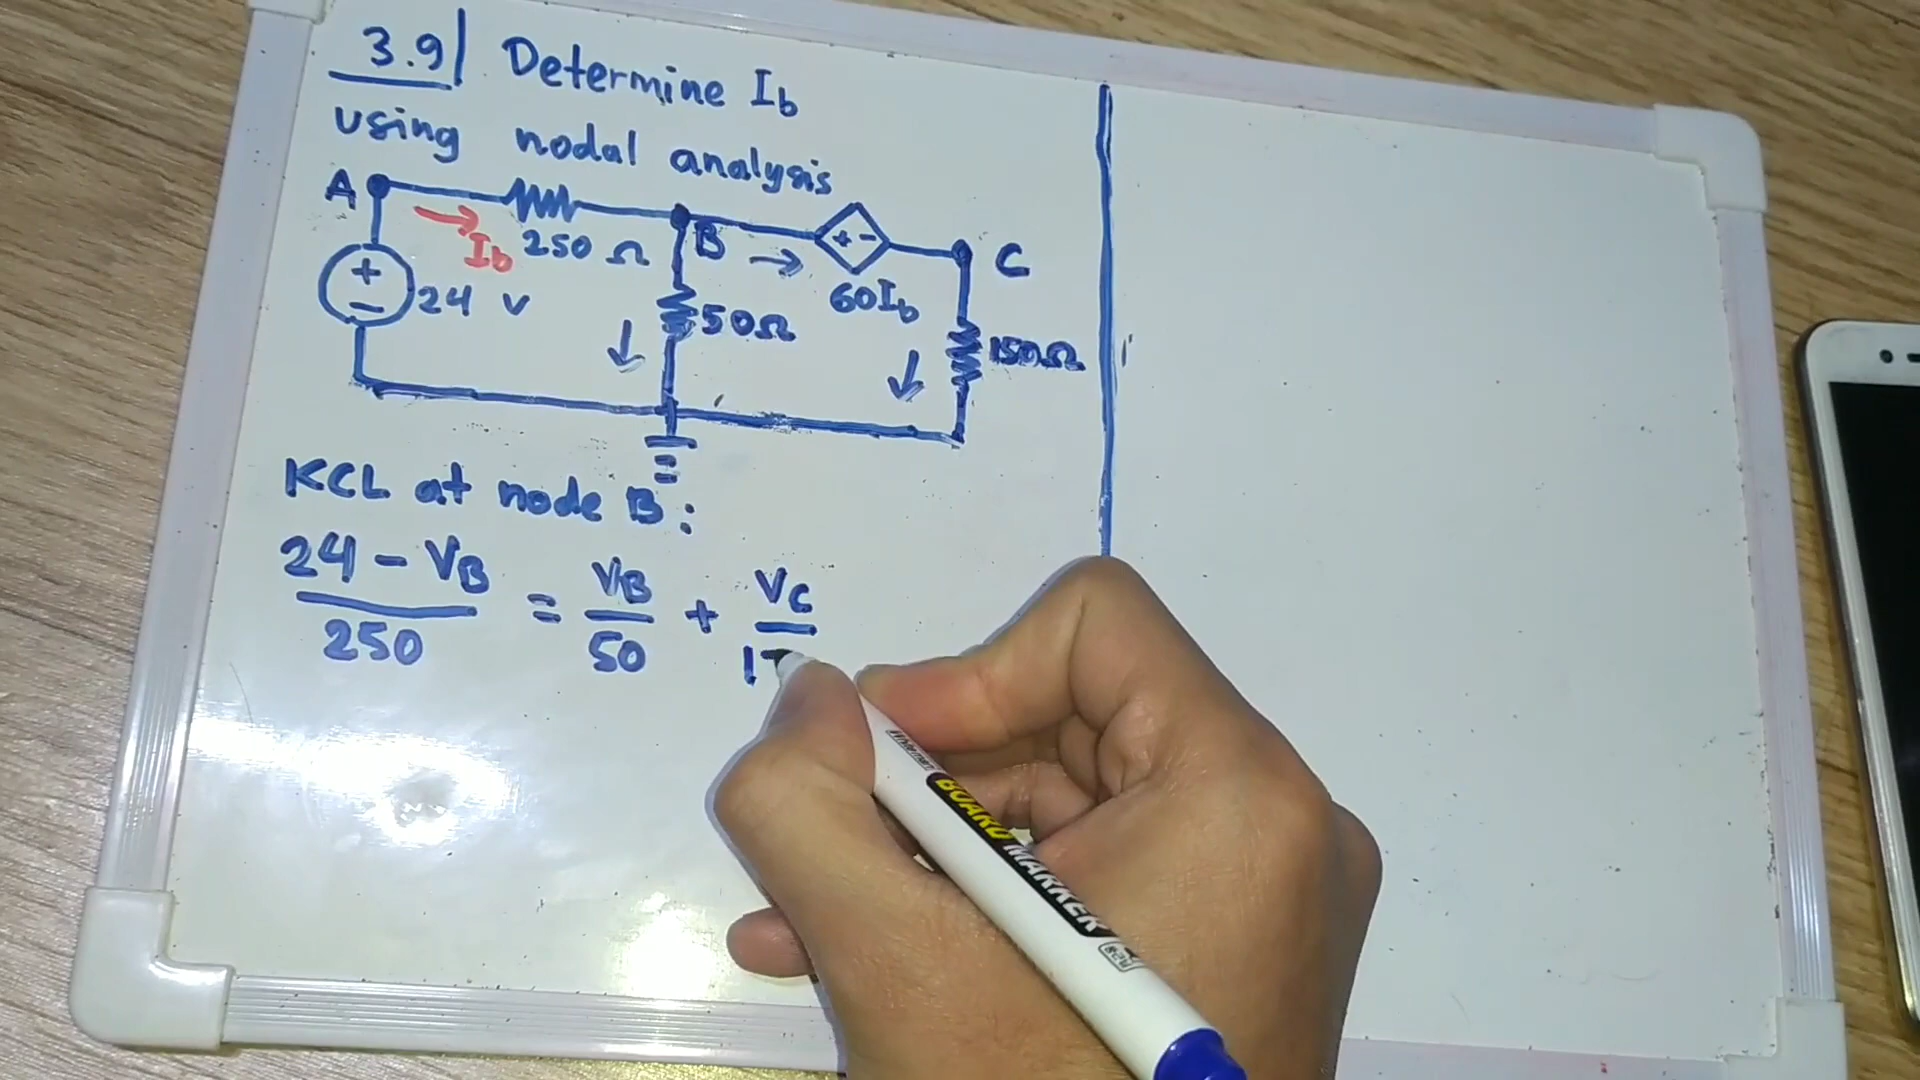 3.9| Determine Ib
using nodal analysis
A
Ib
250 Ω
B
C
+ -
60Ib
+
-
24 V
50Ω
150Ω
KCL at node B:
24 - VB
250
=
VB
50
+
VC
BOARD MARKER